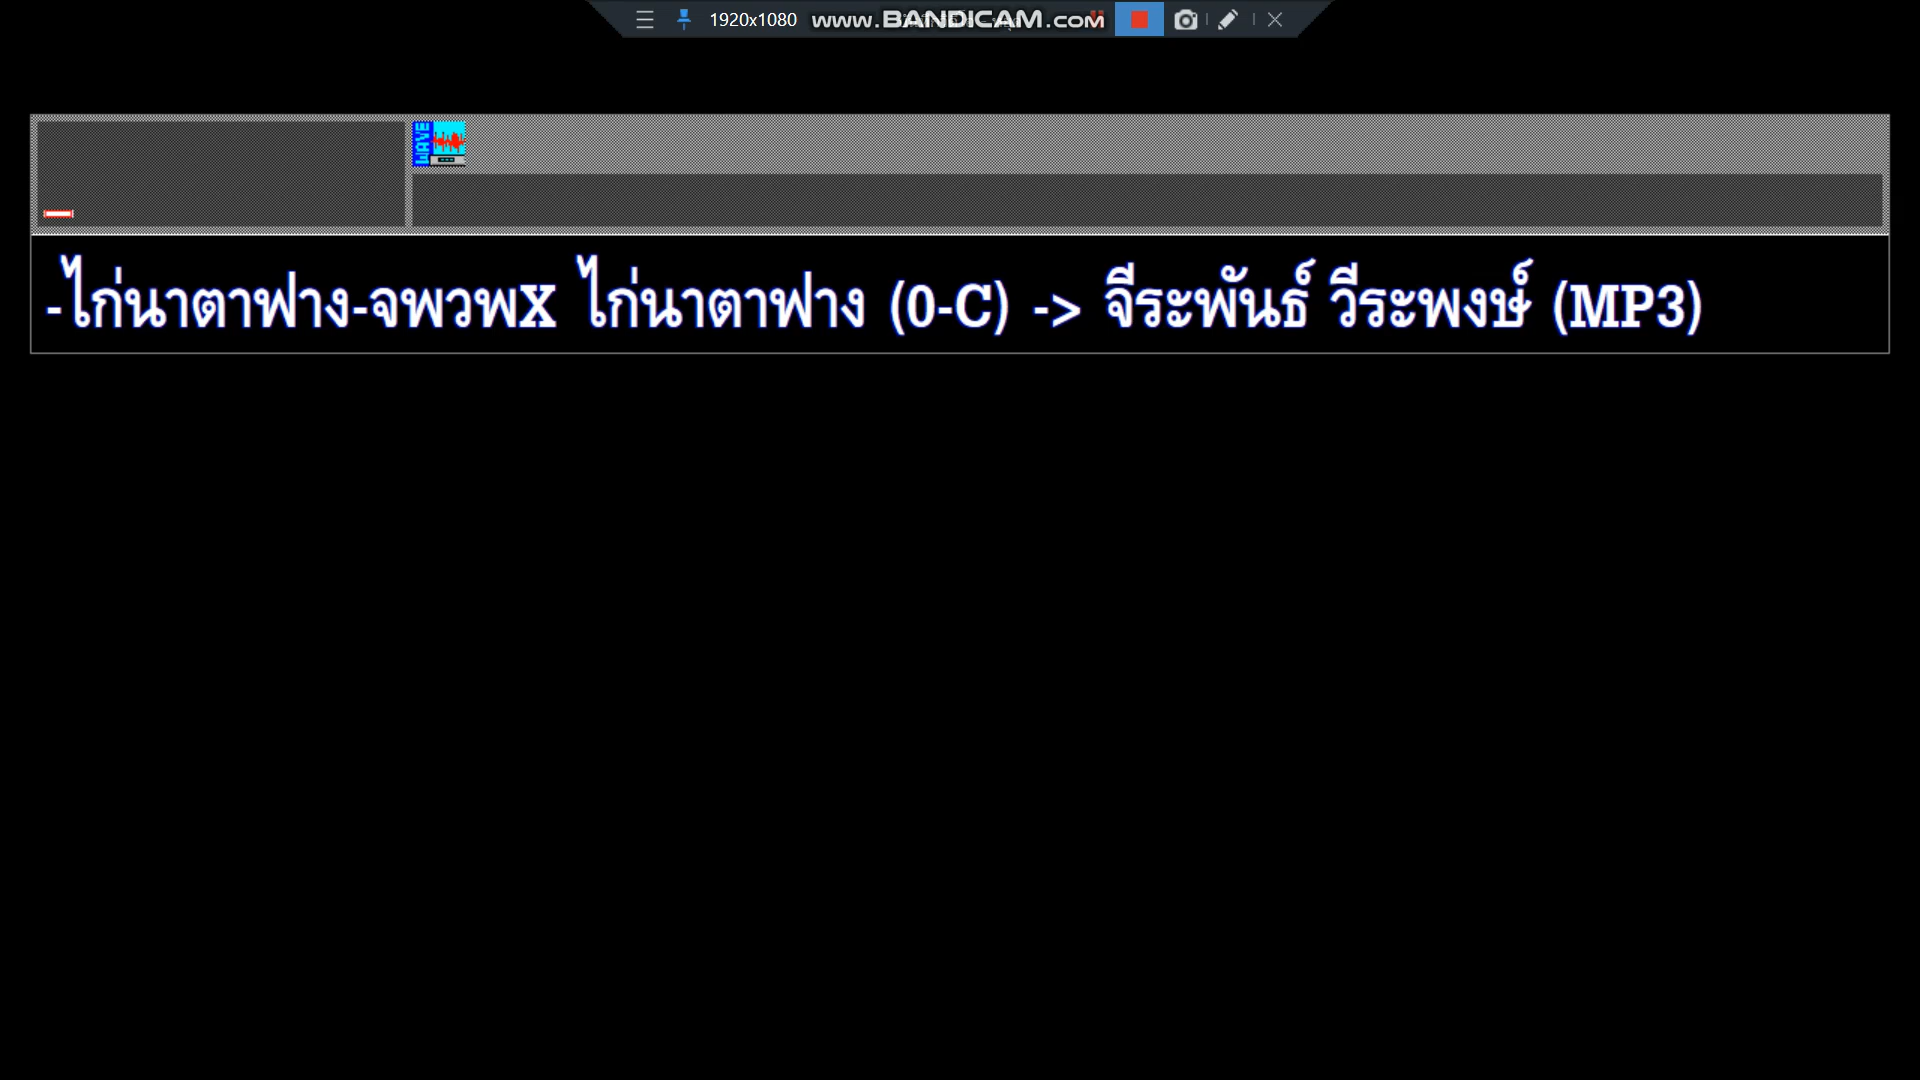 1920x1080 www.BANDICAM.com
WAVE
-ไก่นาตาฟาง-จพวพX ไก่นาตาฟาง (0-C) -> จีระพันธ์ วีระพงษ์ (MP3)